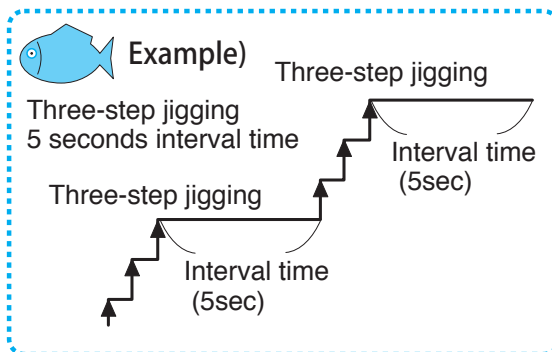 Example)
Three-step jigging
5 seconds interval time
Three-step jigging
Interval time
(5sec)
Three-step jigging
Interval time
(5sec)